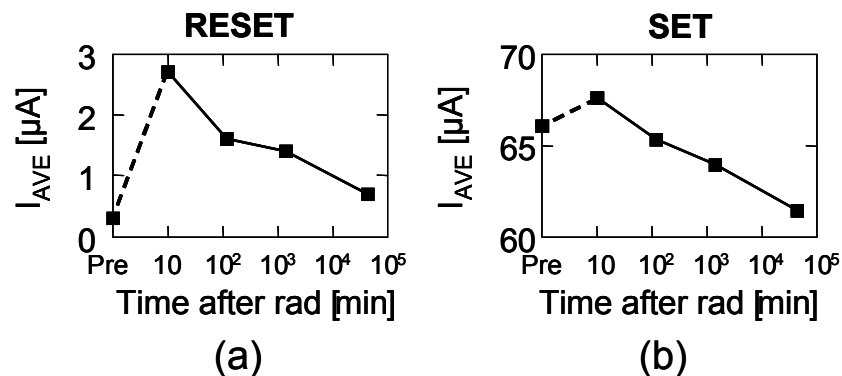 RESET
3
2
1
0
I_AVE [μA]
Pre 10 10² 10³ 10⁴ 10⁵
Time after rad [min]
(a)
SET
70
65
60
I_AVE [μA]
Pre 10 10² 10³ 10⁴ 10⁵
Time after rad [min]
(b)